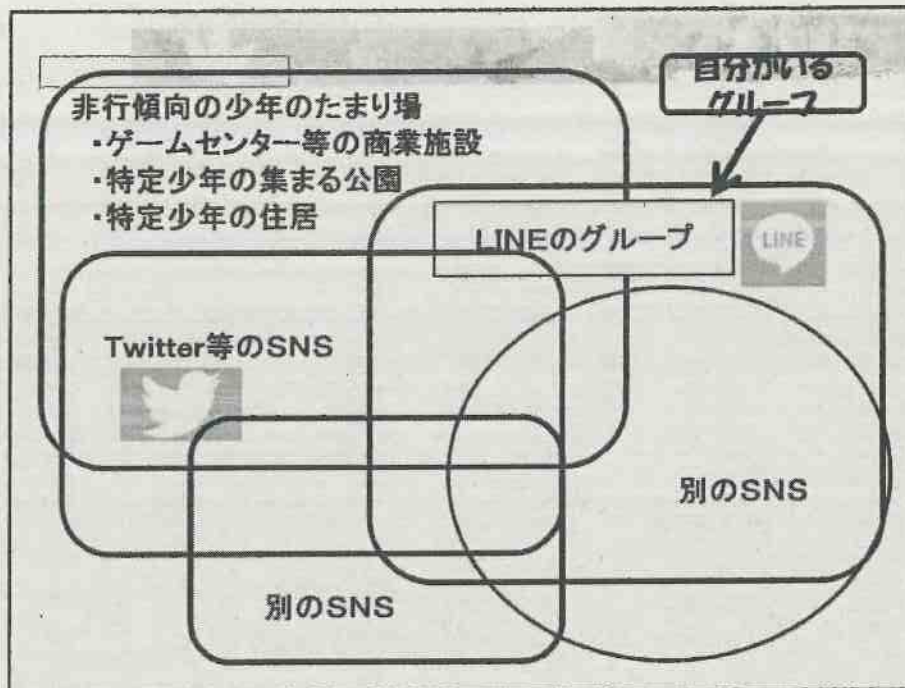 自分がいる
グループ
非行傾向の少年のたまり場
・ゲームセンター等の商業施設
・特定少年の集まる公園
・特定少年の住居
LINEのグループ
LINE
Twitter等のSNS
別のSNS
別のSNS